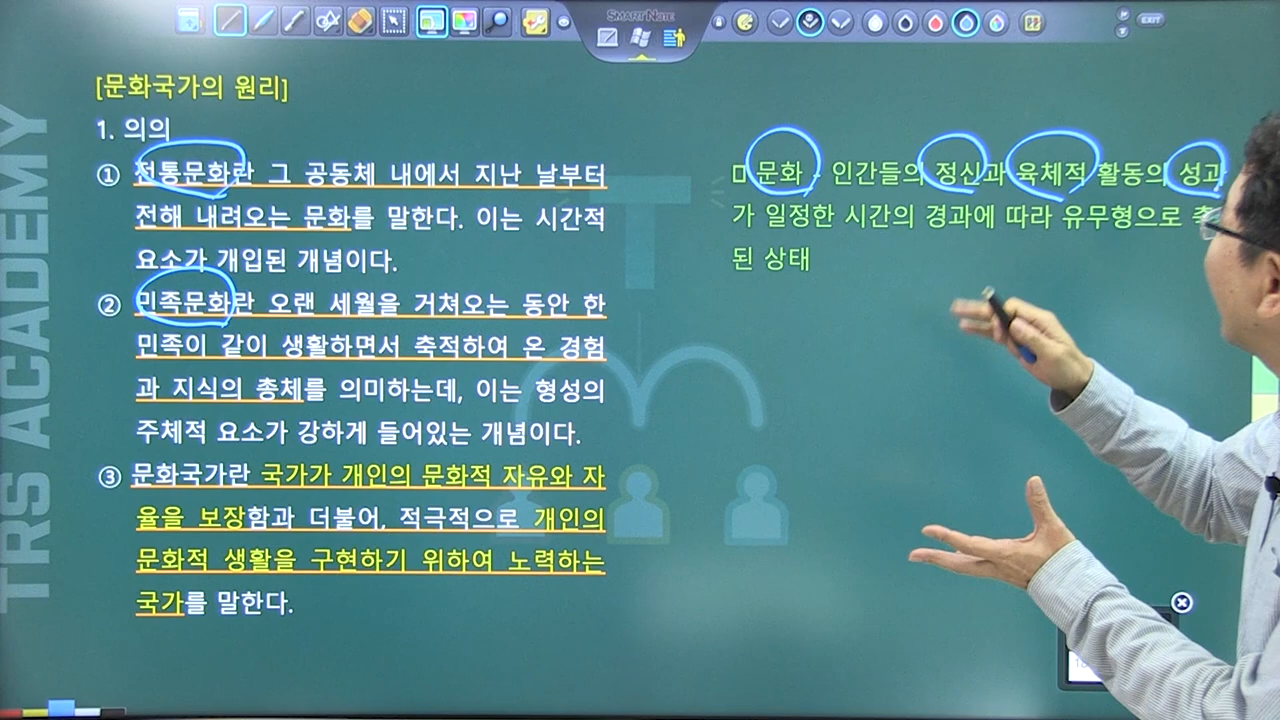 SMARTNOTE
EXIT
[문화국가의 원리]
1. 의의
① 전통문화란 그 공동체 내에서 지난 날부터
전해 내려오는 문화를 말한다. 이는 시간적
요소가 개입된 개념이다.
② 민족문화란 오랜 세월을 거쳐오는 동안 한
민족이 같이 생활하면서 축적하여 온 경험
과 지식의 총체를 의미하는데, 이는 형성의
주체적 요소가 강하게 들어있는 개념이다.
③ 문화국가란 국가가 개인의 문화적 자유와 자
율을 보장함과 더불어, 적극적으로 개인의
문화적 생활을 구현하기 위하여 노력하는
국가를 말한다.
문화 - 인간들의 정신과 육체적 활동의 성과
가 일정한 시간의 경과에 따라 유무형으로
된 상태
TRS ACADEMY